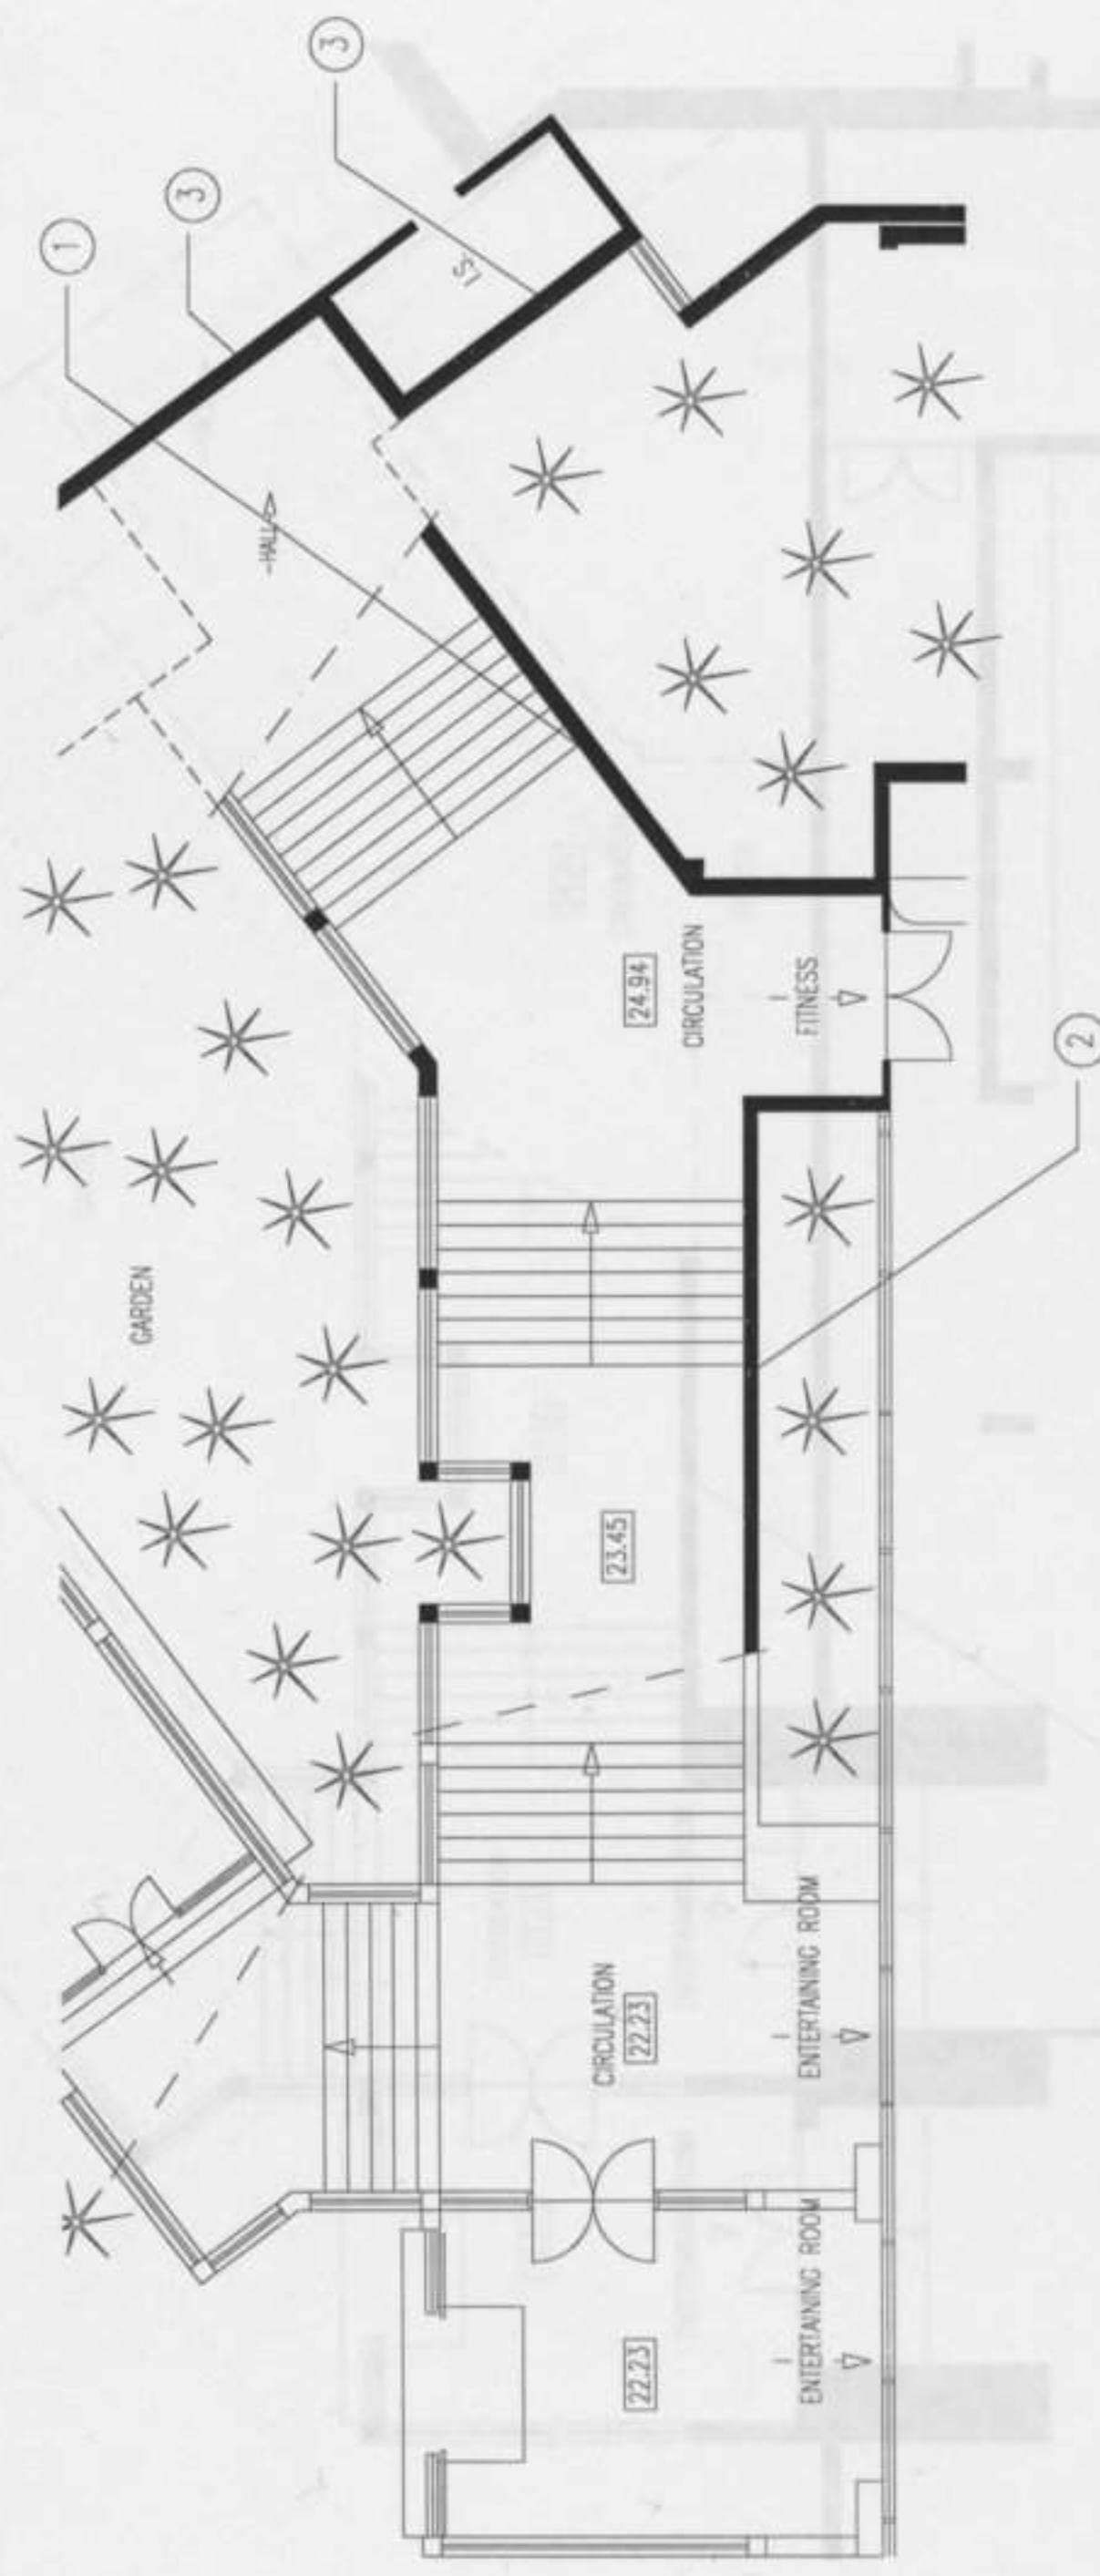 3
3
1
IS
HALL
24.94
CIRCULATION
FITNESS
2
GARDEN
23.45
CIRCULATION
22.23
ENTERTAINING ROOM
22.23
ENTERTAINING ROOM